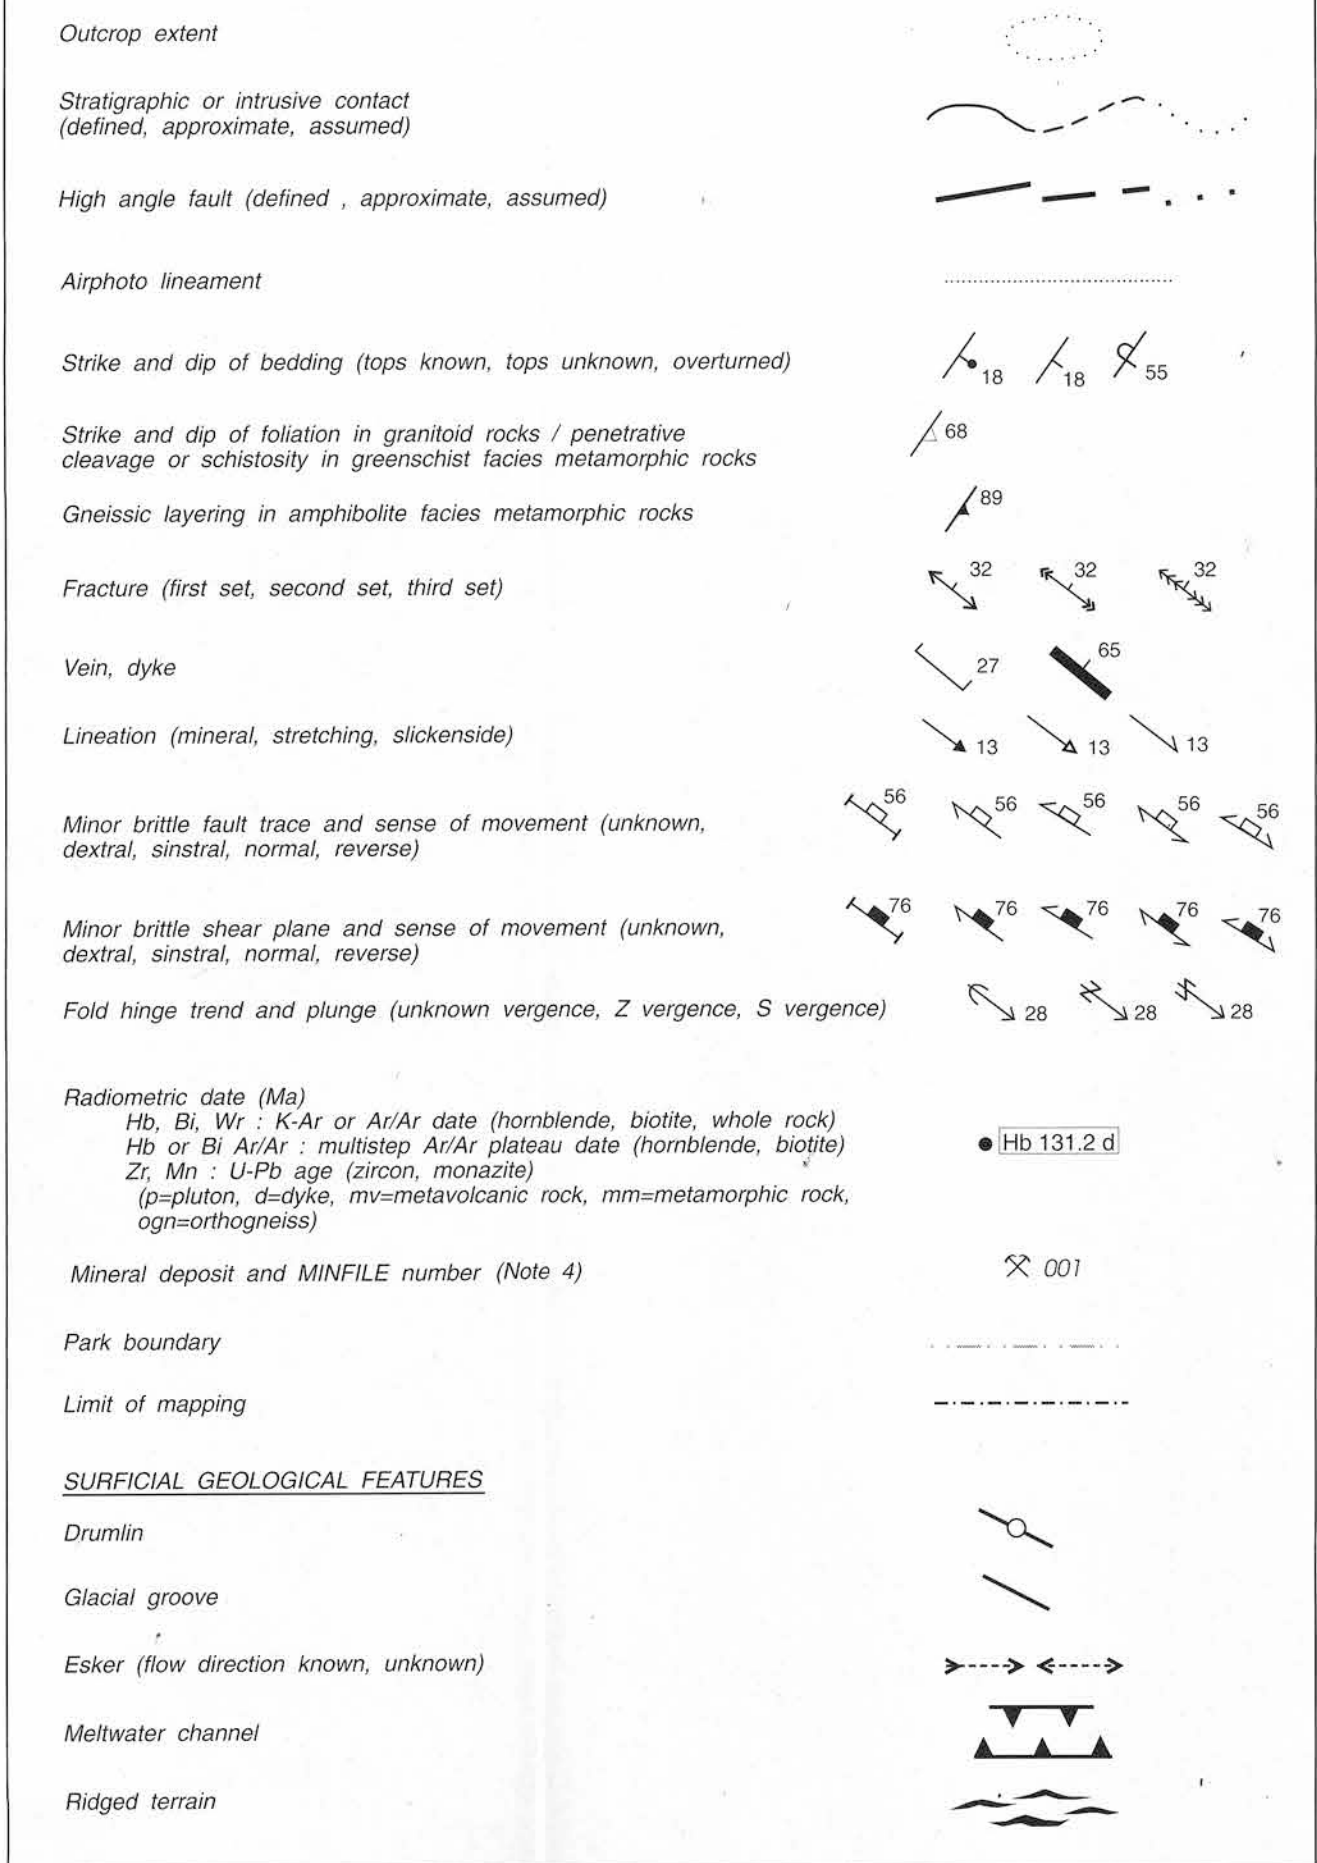 Outcrop extent
Stratigraphic or intrusive contact
(defined, approximate, assumed)
High angle fault (defined , approximate, assumed)
Airphoto lineament
Strike and dip of bedding (tops known, tops unknown, overturned)
18 18 55
Strike and dip of foliation in granitoid rocks / penetrative
cleavage or schistosity in greenschist facies metamorphic rocks
68
Gneissic layering in amphibolite facies metamorphic rocks
89
Fracture (first set, second set, third set)
32 32 32
Vein, dyke
27 65
Lineation (mineral, stretching, slickenside)
13 13 13
Minor brittle fault trace and sense of movement (unknown,
dextral, sinstral, normal, reverse)
56 56 56 56 56
Minor brittle shear plane and sense of movement (unknown,
dextral, sinstral, normal, reverse)
76 76 76 76 76
Fold hinge trend and plunge (unknown vergence, Z vergence, S vergence)
28 28 28
Radiometric date (Ma)
Hb, Bi, Wr : K-Ar or Ar/Ar date (hornblende, biotite, whole rock)
Hb or Bi Ar/Ar : multistep Ar/Ar plateau date (hornblende, biotite)
Zr, Mn : U-Pb age (zircon, monazite)
(p=pluton, d=dyke, mv=metavolcanic rock, mm=metamorphic rock,
ogn=orthogneiss)
Hb 131.2 d
Mineral deposit and MINFILE number (Note 4)
001
Park boundary
Limit of mapping
SURFICIAL GEOLOGICAL FEATURES
Drumlin
Glacial groove
Esker (flow direction known, unknown)
Meltwater channel
Ridged terrain